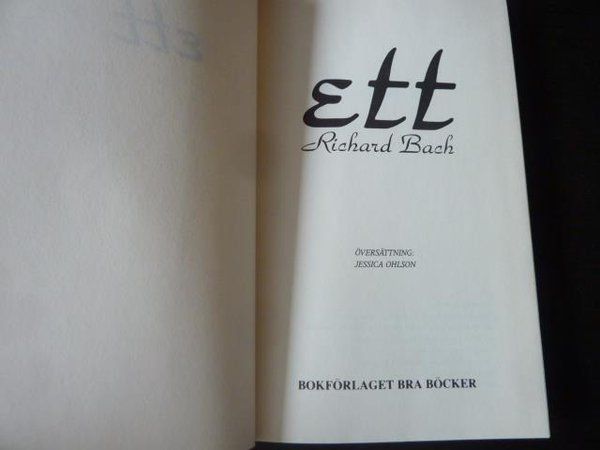 ett
Richard Bach
ÖVERSÄTTNING:
JESSICA OHLSON
BOKFÖRLAGET BRA BÖCKER